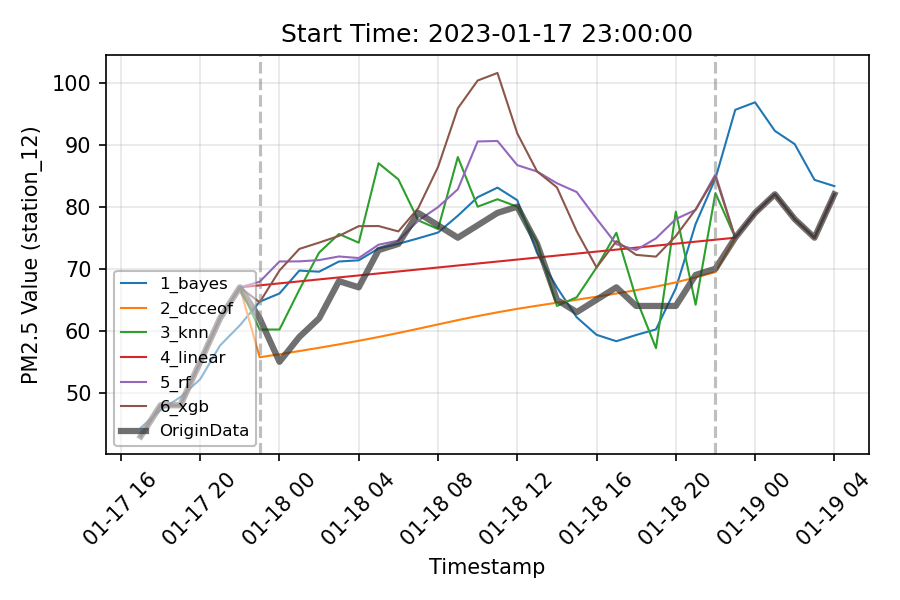 Start Time: 2023-01-17 23:00:00
PM2.5 Value (station_12)
100
90
80
70
60
50
1_bayes
2_dcceof
3_knn
4_linear
5_rf
6_xgb
OriginData
01-17 16
01-17 20
01-18 00
01-18 04
01-18 08
01-18 12
01-18 16
01-18 20
01-19 00
01-19 04
Timestamp